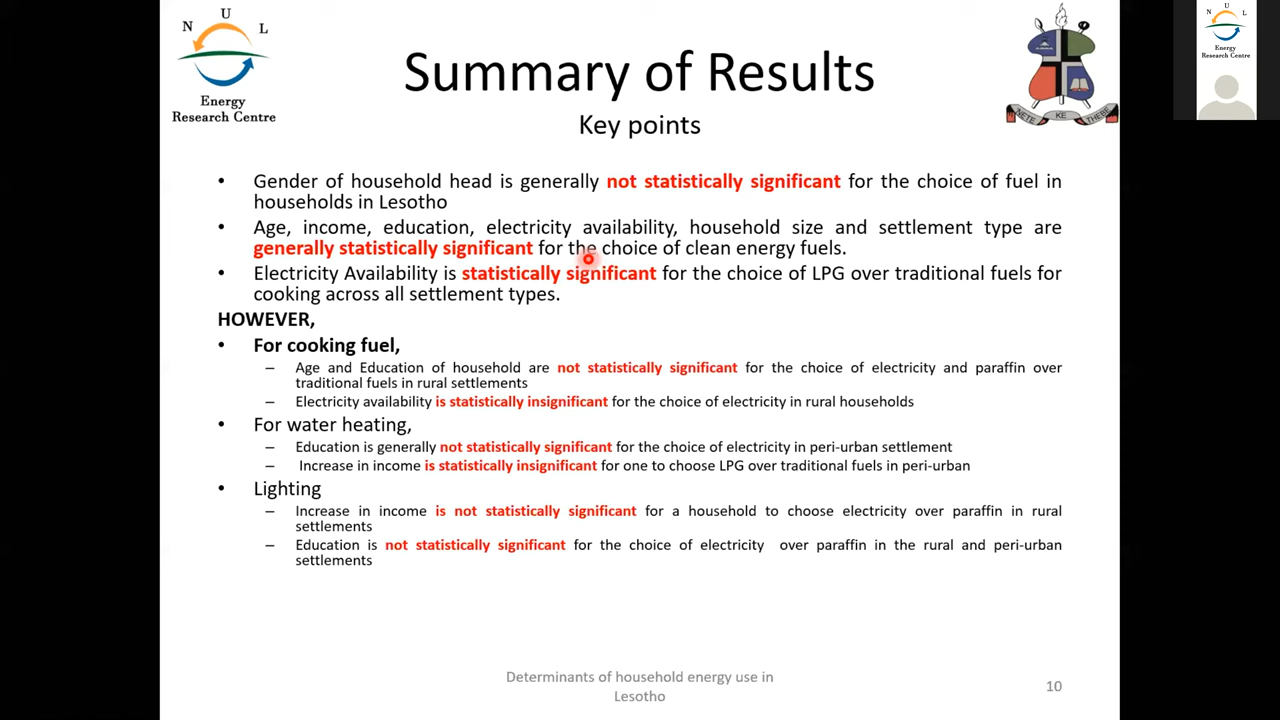 N U L
Energy
Research Centre
Summary of Results
Key points
NETE KE THEBE
N U L
Energy
Research Centre
• Gender of household head is generally not statistically significant for the choice of fuel in
households in Lesotho
• Age, income, education, electricity availability, household size and settlement type are
generally statistically significant for the choice of clean energy fuels.
• Electricity Availability is statistically significant for the choice of LPG over traditional fuels for
cooking across all settlement types.
HOWEVER,
• For cooking fuel,
– Age and Education of household are not statistically significant for the choice of electricity and paraffin over
traditional fuels in rural settlements
– Electricity availability is statistically insignificant for the choice of electricity in rural households
• For water heating,
– Education is generally not statistically significant for the choice of electricity in peri-urban settlement
– Increase in income is statistically insignificant for one to choose LPG over traditional fuels in peri-urban
• Lighting
– Increase in income is not statistically significant for a household to choose electricity over paraffin in rural
settlements
– Education is not statistically significant for the choice of electricity over paraffin in the rural and peri-urban
settlements
Determinants of household energy use in
Lesotho
10